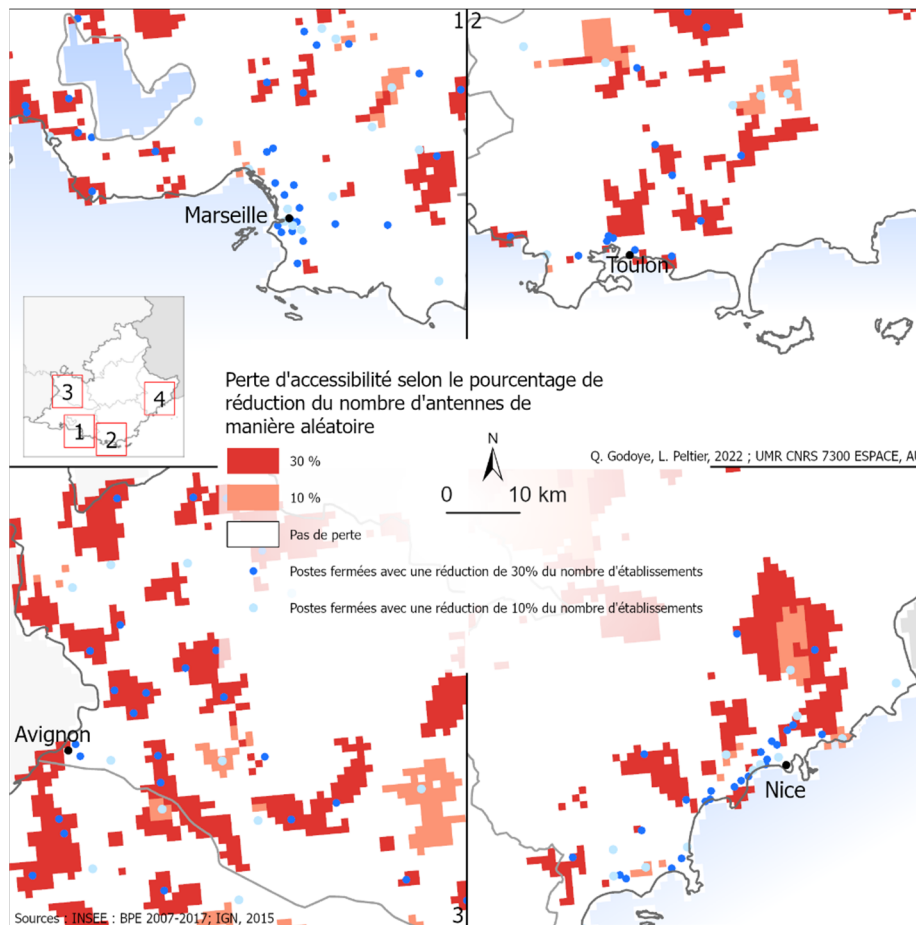 1
2
Marseille
Toulon
3
4
1
2
Perte d'accessibilité selon le pourcentage de
réduction du nombre d'antennes de
manière aléatoire
30 %
10 %
Pas de perte
Postes fermées avec une réduction de 30% du nombre d'établissements
Postes fermées avec une réduction de 10% du nombre d'établissements
N
0 10 km
Q. Godoye, L. Peltier, 2022 ; UMR CNRS 7300 ESPACE, AU
Avignon
Nice
Sources : INSEE : BPE 2007-2017; IGN, 2015
3